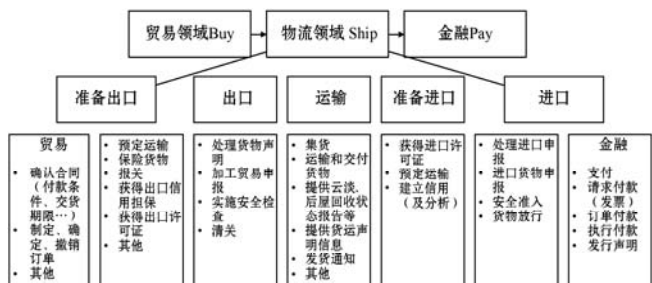 贸易领域Buy
物流领域 Ship
金融Pay
准备出口
出口
运输
准备进口
进口
贸易
• 确认合同
（付款条
件、交货
期限…）
• 制定、确
定、撤销
订单
• 其他
• 预定运输
• 保险货物
• 报关
• 获得出口信
用担保
• 获得出口许
可证
• 其他
• 处理货物声
明
• 加工贸易申
报
• 实施安全检
查
• 清关
• 集货
• 运输和交付
货物
• 提供云淡,
后屋回收状
态报告等
• 提供货运声
明信息
• 发货通知
• 其他
• 获得进口许
可证
• 预定运输
• 建立信用
（及分析）
• 处理进口
申报
• 进口货物申
报
• 安全准入
• 货物放行
金融
• 支付
• 请求付款
（发票）
• 订单付款
• 执行付款
• 发行声明